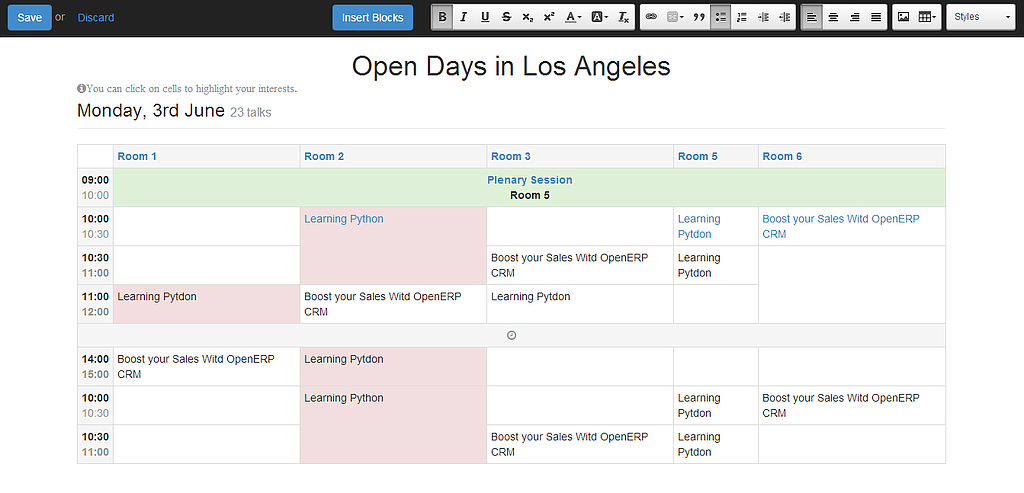 Save or Discard Insert Blocks B I U S x₂ x² A A Tx Styles
Open Days in Los Angeles
You can click on cells to highlight your interests.
Monday, 3rd June 23 talks
Room 1 Room 2 Room 3 Room 5 Room 6
09:00 Plenary Session
10:00 Room 5
10:00 Learning Python Learning Boost your Sales Witd OpenERP
10:30 Pytdon CRM
10:30 Boost your Sales Witd OpenERP Learning
11:00 CRM Pytdon
11:00 Learning Pytdon Boost your Sales Witd OpenERP Learning Pytdon
12:00 CRM
14:00 Boost your Sales Witd OpenERP Learning Pytdon
15:00 CRM
10:00 Learning Python Learning Boost your Sales Witd OpenERP
10:30 Pytdon CRM
10:30 Boost your Sales Witd OpenERP Learning
11:00 CRM Pytdon